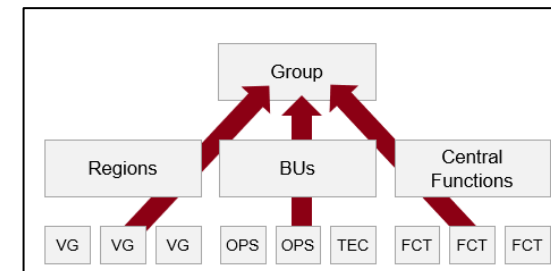 Group
Regions
BUs
Central
Functions
VG VG VG OPS OPS TEC FCT FCT FCT